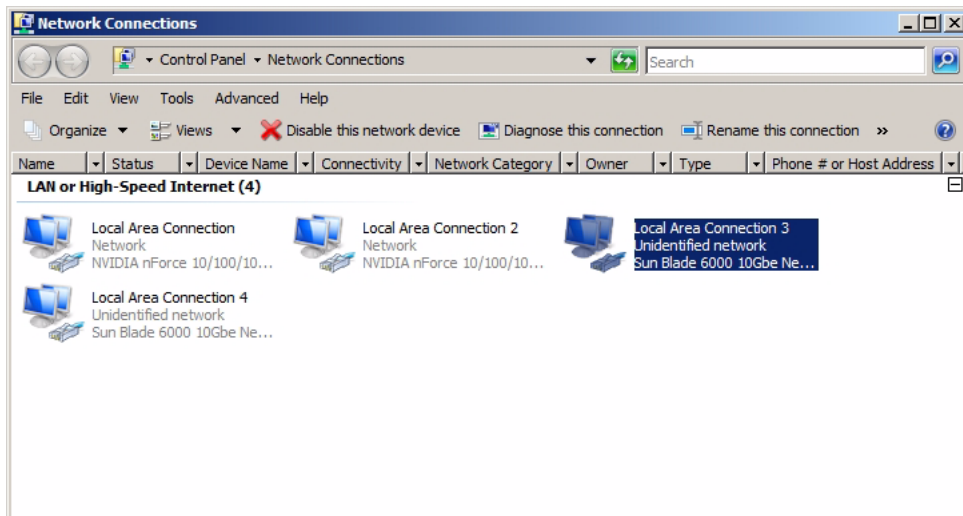 Network Connections
Control Panel Network Connections Search
File Edit View Tools Advanced Help
Organize Views Disable this network device Diagnose this connection Rename this connection »
Name Status Device Name Connectivity Network Category Owner Type Phone # or Host Address
LAN or High-Speed Internet (4)
Local Area Connection
Network
NVIDIA nForce 10/100/10...
Local Area Connection 2
Network
NVIDIA nForce 10/100/10...
Local Area Connection 3
Unidentified network
Sun Blade 6000 10Gbe Ne...
Local Area Connection 4
Unidentified network
Sun Blade 6000 10Gbe Ne...